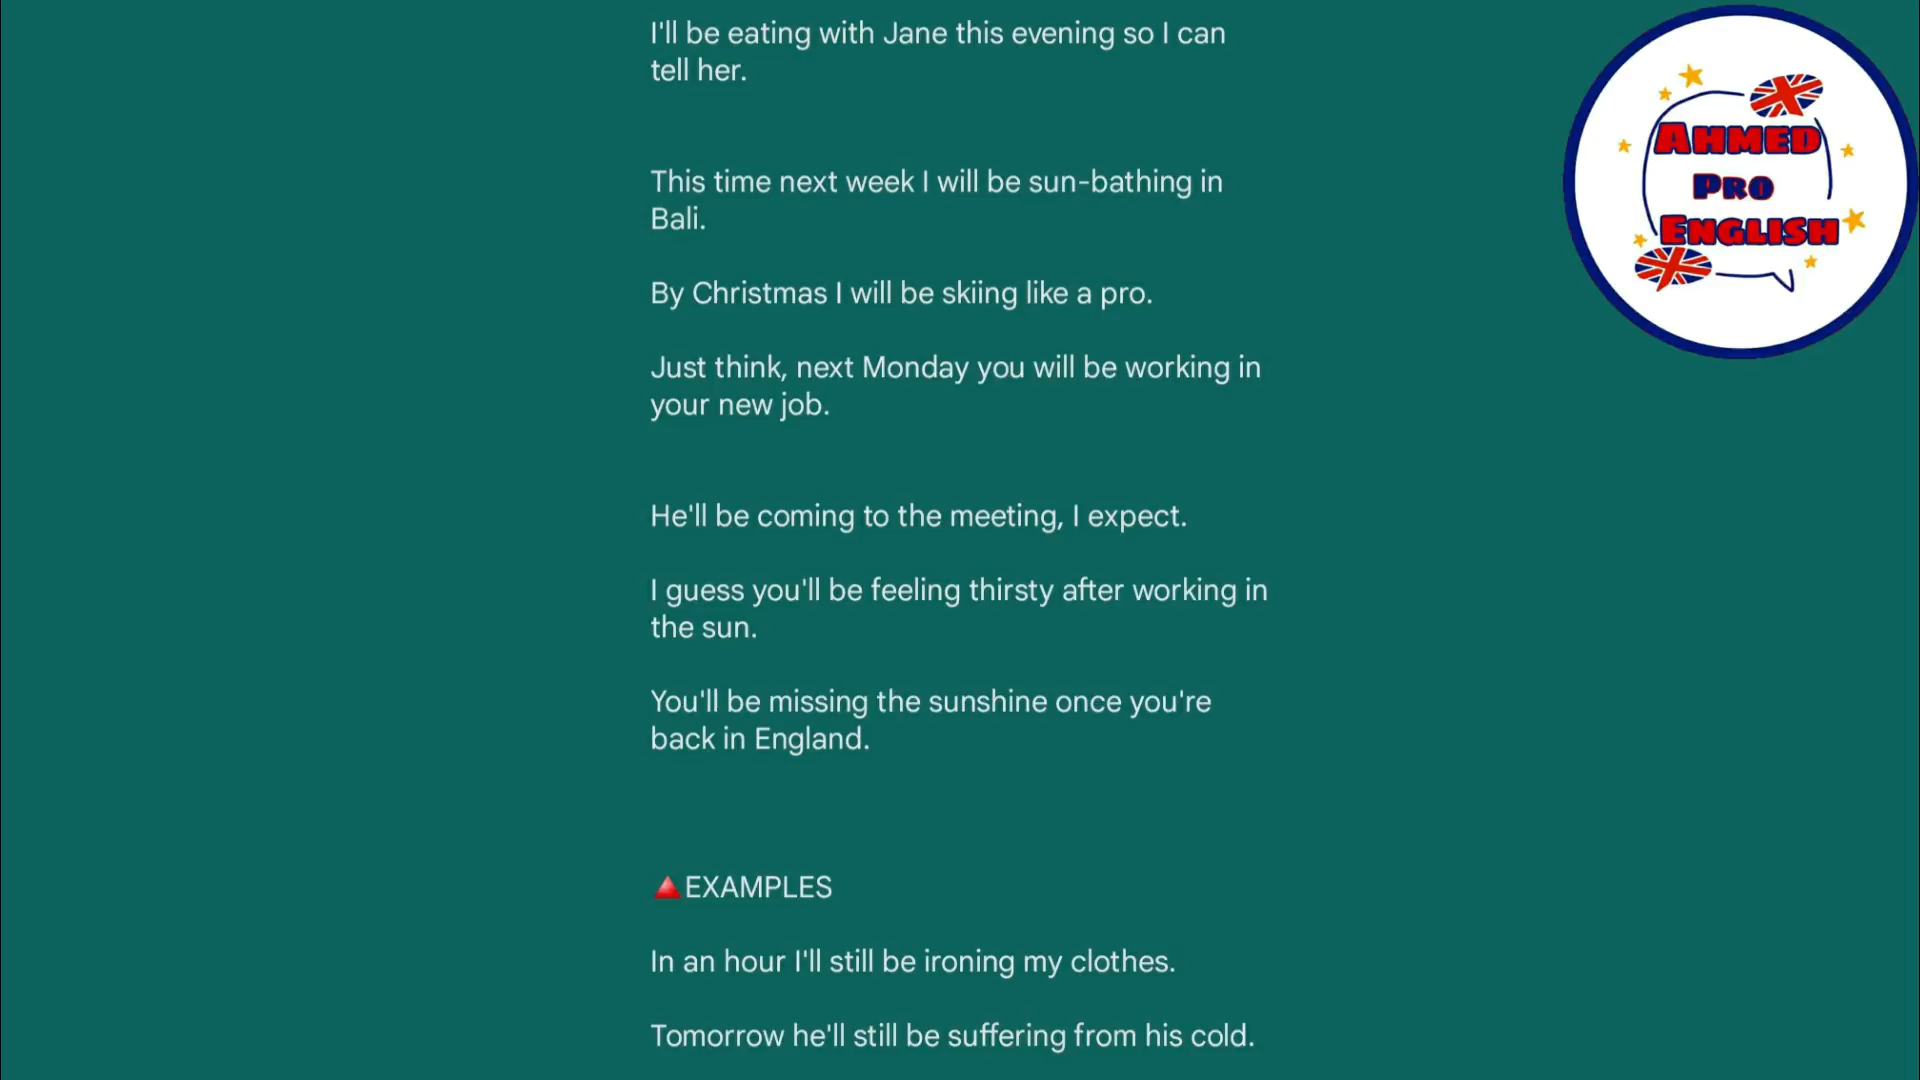 I'll be eating with Jane this evening so I can
tell her.
This time next week I will be sun-bathing in
Bali.
By Christmas I will be skiing like a pro.
Just think, next Monday you will be working in
your new job.
He'll be coming to the meeting, I expect.
I guess you'll be feeling thirsty after working in
the sun.
You'll be missing the sunshine once you're
back in England.
🔺EXAMPLES
In an hour I'll still be ironing my clothes.
Tomorrow he'll still be suffering from his cold.
AHMED
PRO
ENGLISH